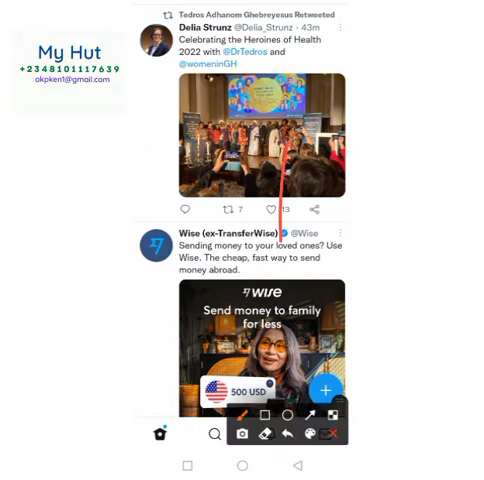 My Hut
+2348101117639
okpken1@gmail.com
Tedros Adhanom Ghebreyesus Retweeted
Delia Strunz @Delia_Strunz · 43m
Celebrating the Heroines of Health
2022 with @DrTedros and
@womeninGH
7
13
Wise (ex-TransferWise) @Wise
Sending money to your loved ones? Use
Wise. The cheap, fast way to send
money abroad.
wise
Send money to family
for less
500 USD